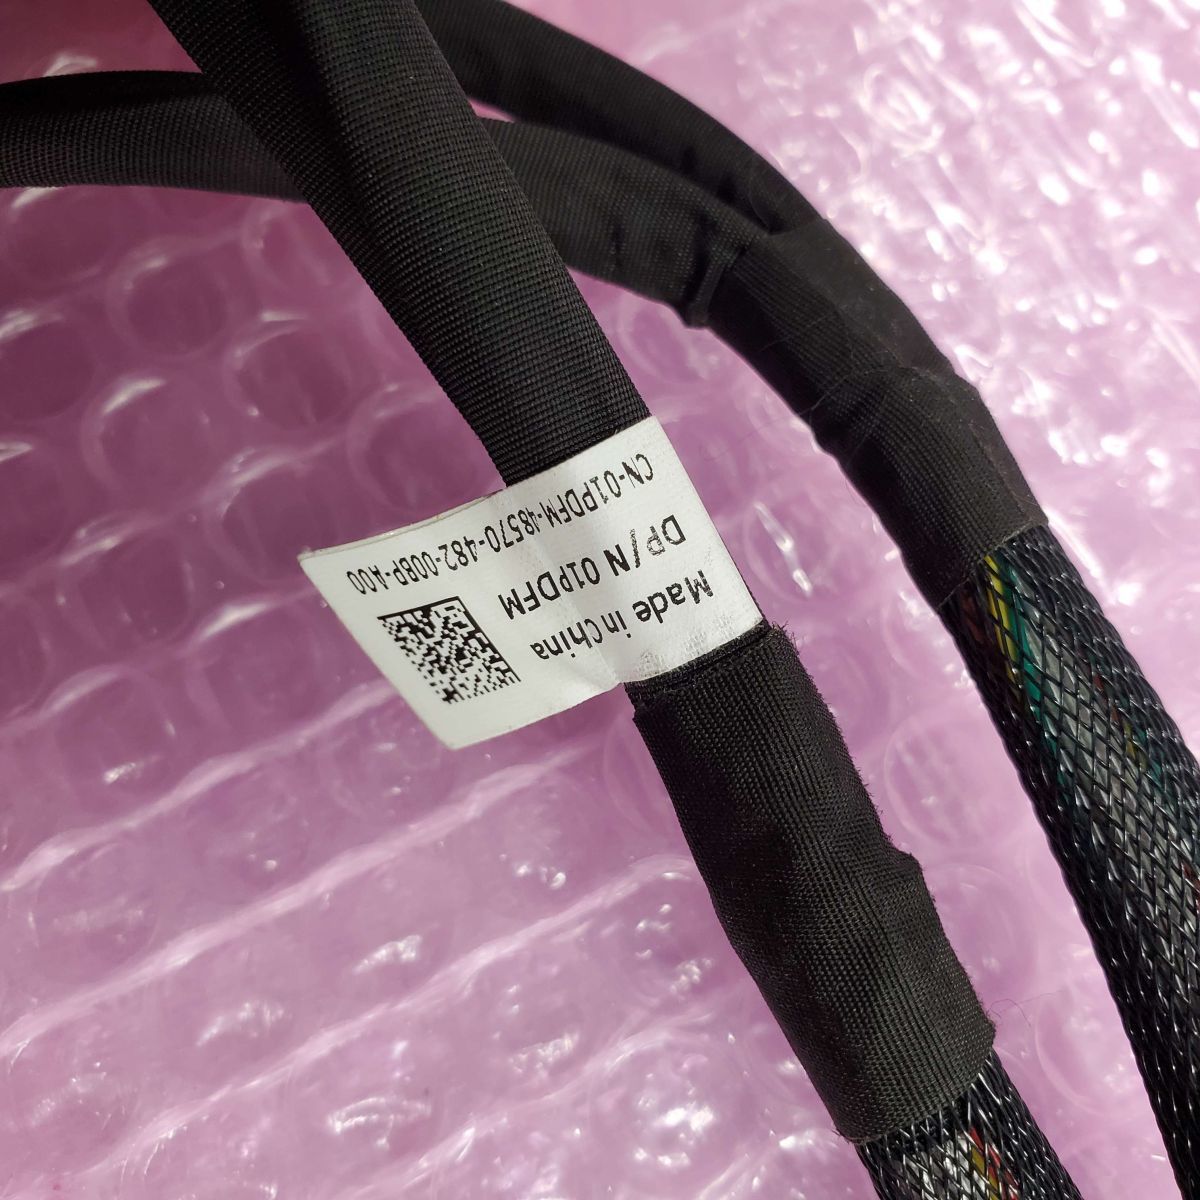 Made in China
DP/N 01PDFM
CN-01PDFM-48570-482-00BP-A00